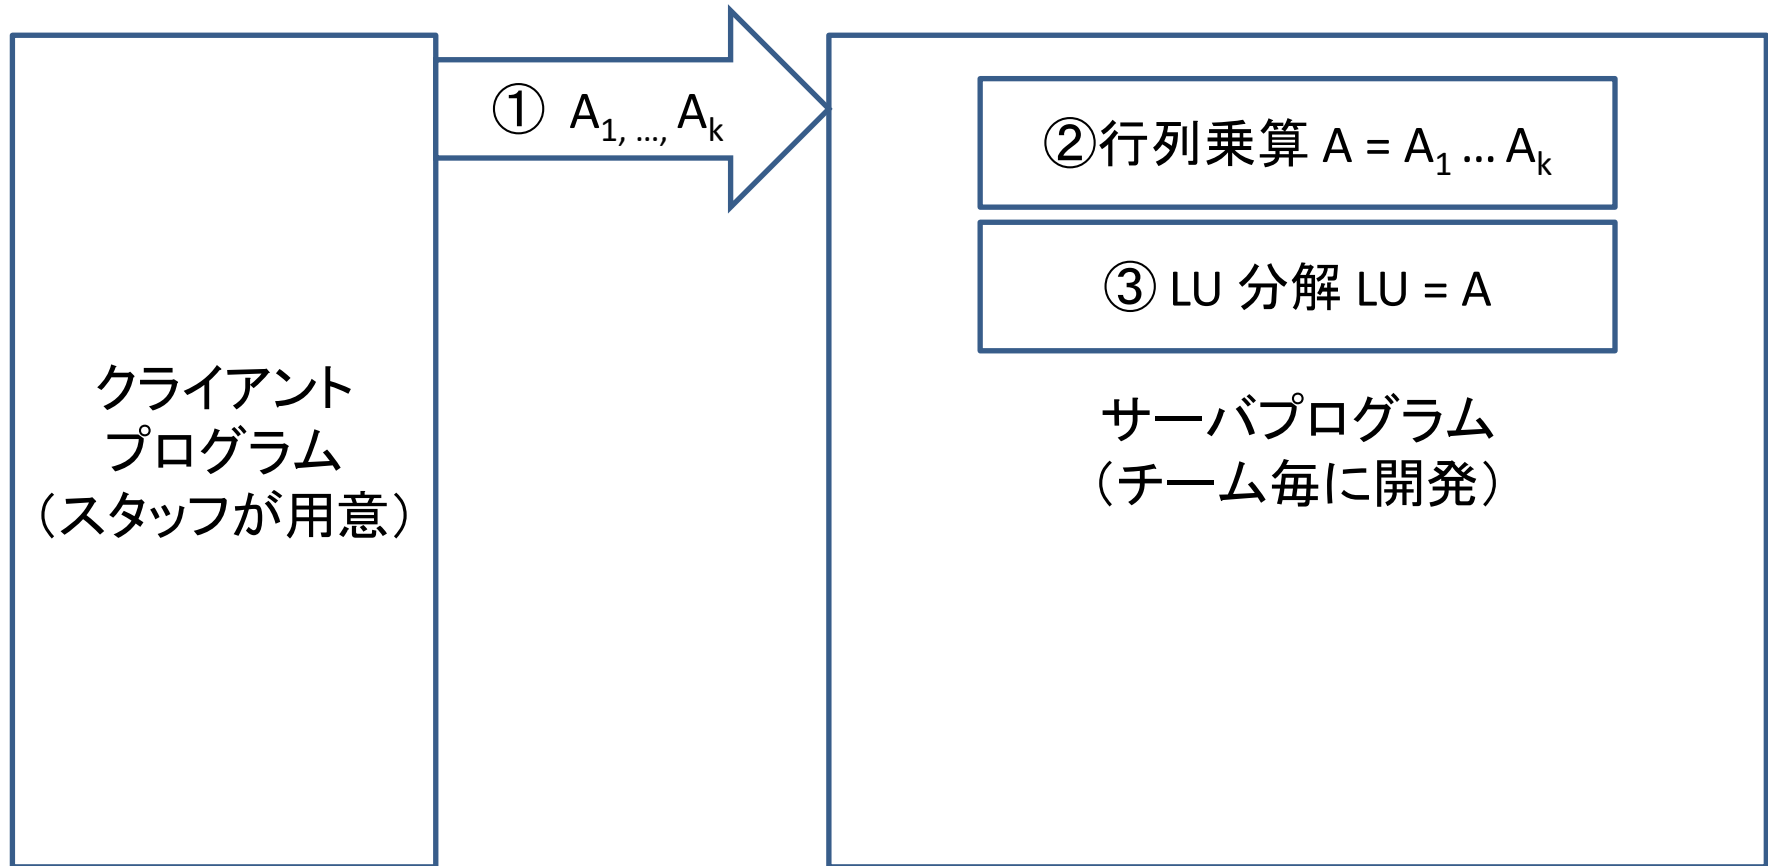 ① A1, ..., Ak
②行列乗算 A = A1 ... Ak
③ LU 分解 LU = A
クライアント
プログラム
（スタッフが用意）
サーバプログラム
（チーム毎に開発）